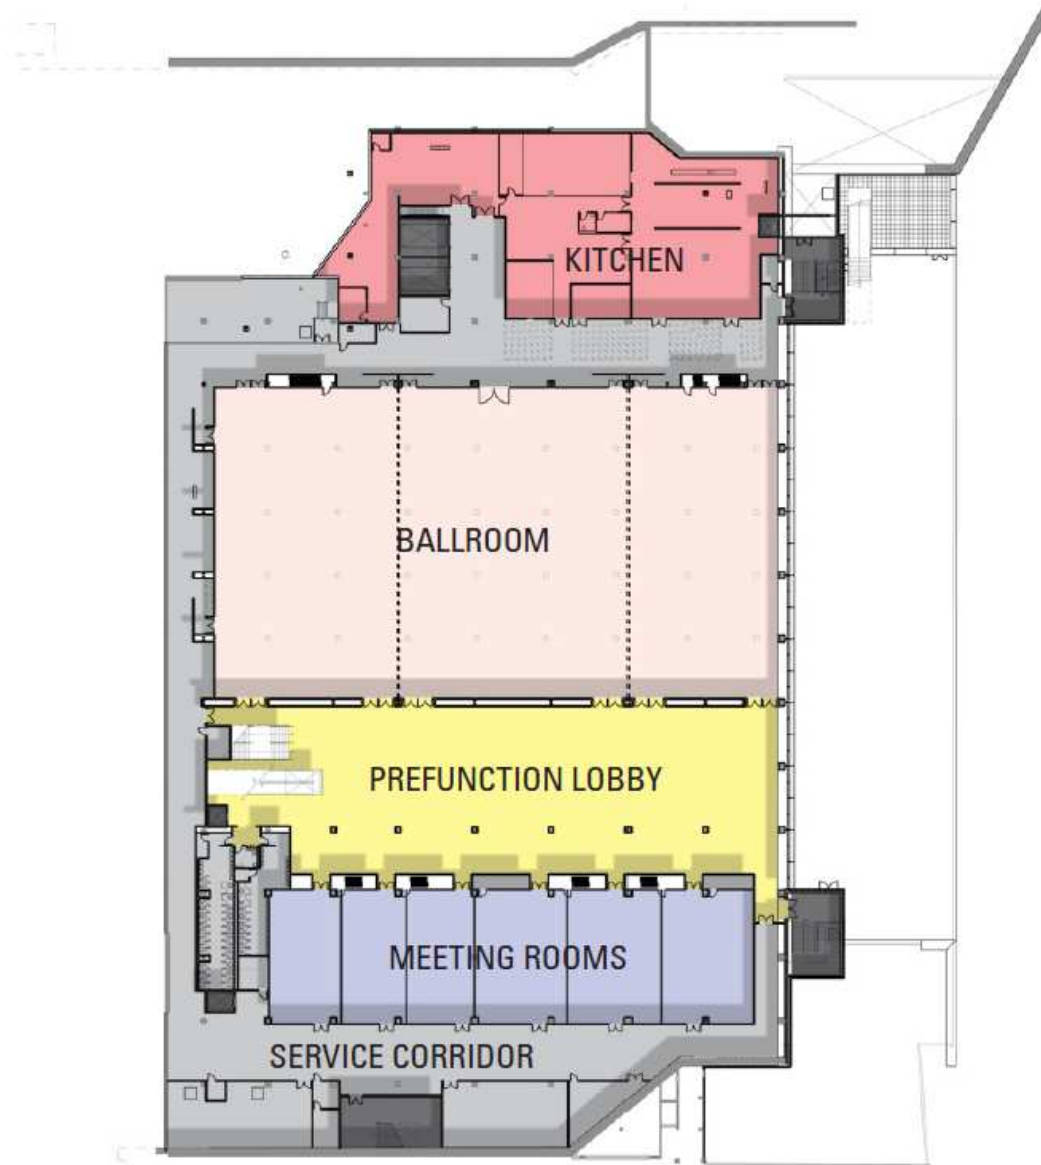 KITCHEN
BALLROOM
PREFUNCTION LOBBY
MEETING ROOMS
SERVICE CORRIDOR